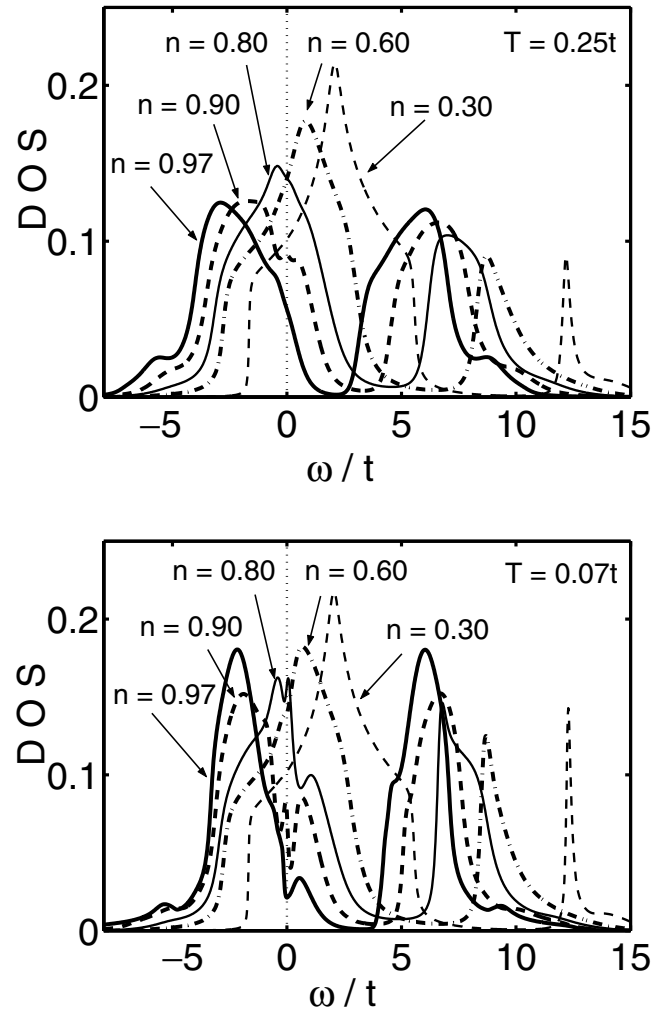 n = 0.80 n = 0.60 T = 0.25t
0.2
n = 0.90 n = 0.30
n = 0.97
D O S
0.1
0
−5 0 5 10 15
ω / t
n = 0.80 n = 0.60 T = 0.07t
0.2
n = 0.90 n = 0.30
n = 0.97
D O S
0.1
0
−5 0 5 10 15
ω / t